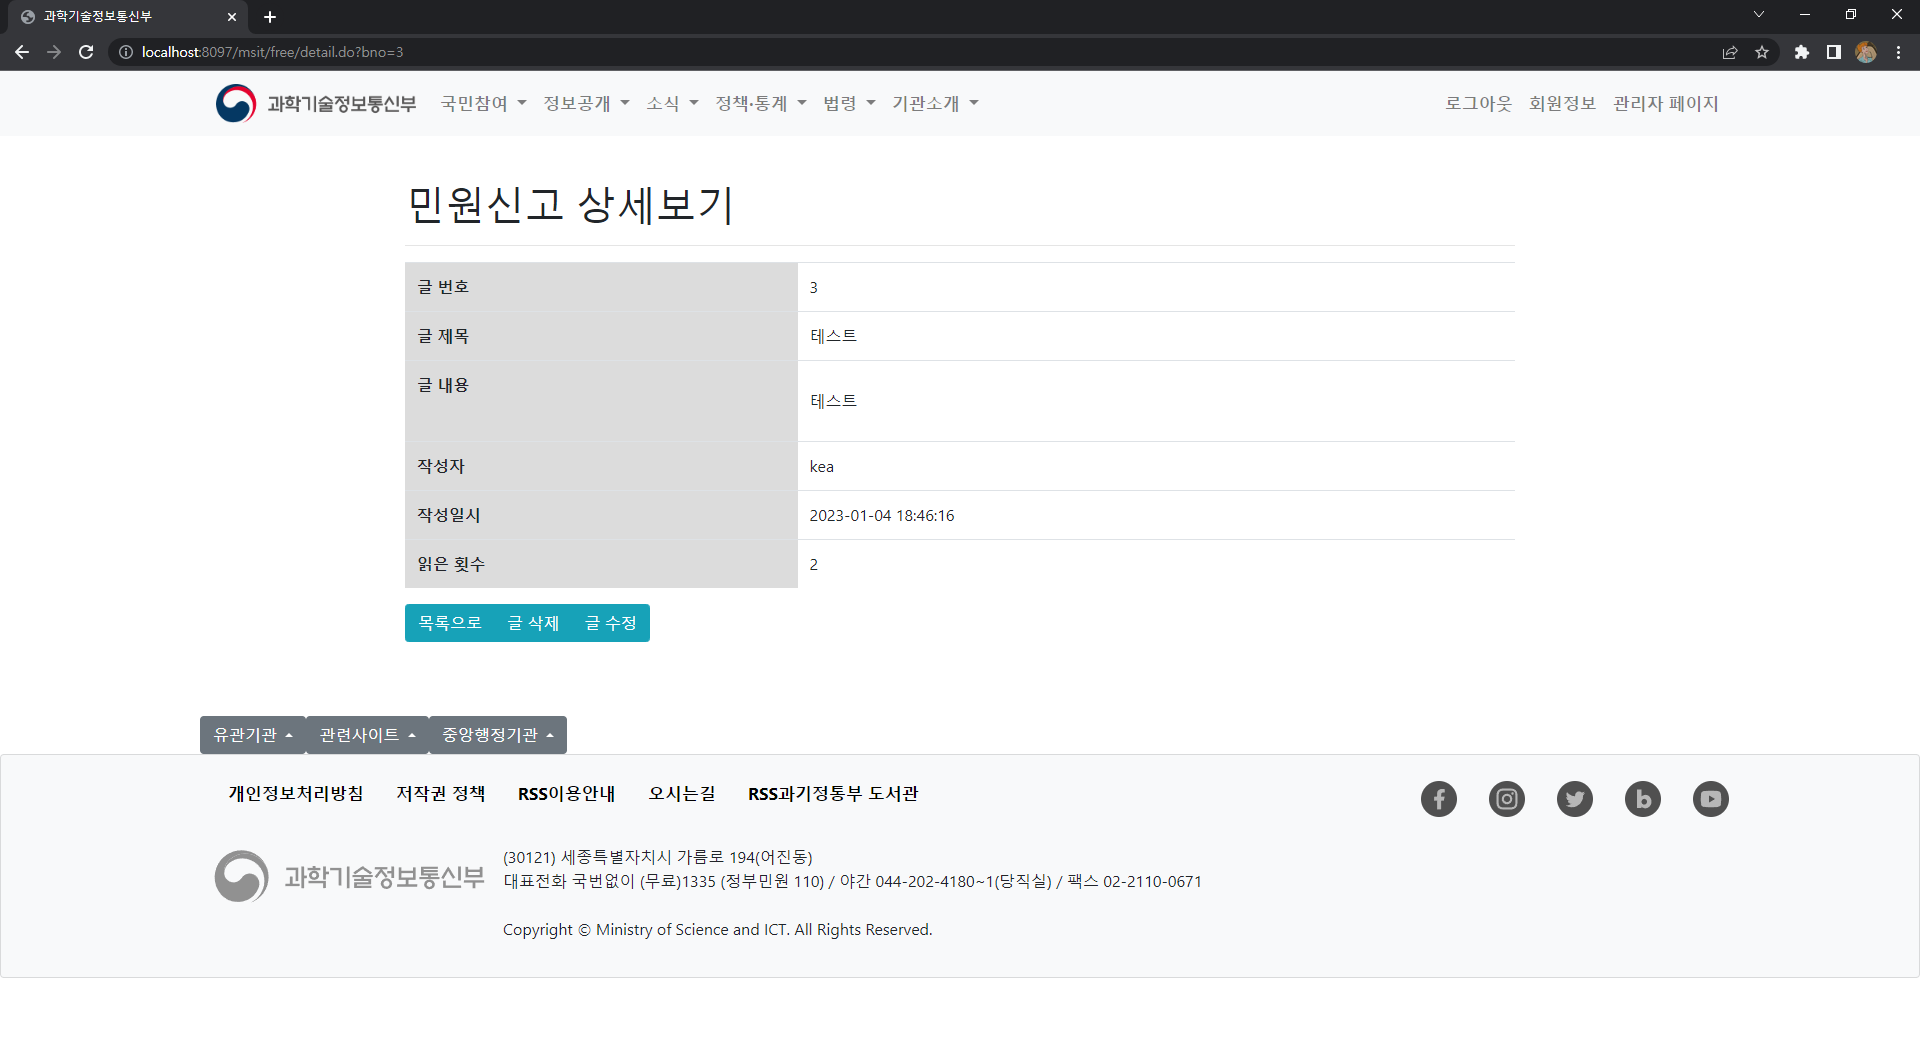 과학기술정보통신부
localhost:8097/msit/free/detail.do?bno=3
과학기술정보통신부 국민참여 정보공개 소식 정책·통계 법령 기관소개 로그아웃 회원정보 관리자 페이지
민원신고 상세보기
글 번호 3
글 제목 테스트
글 내용 테스트
작성자 kea
작성일시 2023-01-04 18:46:16
읽은 횟수 2
목록으로 글 삭제 글 수정
유관기관 관련사이트 중앙행정기관
개인정보처리방침 저작권 정책 RSS이용안내 오시는길 RSS과기정통부 도서관
과학기술정보통신부
(30121) 세종특별자치시 가름로 194(어진동)
대표전화 국번없이 (무료)1335 (정부민원 110) / 야간 044-202-4180~1(당직실) / 팩스 02-2110-0671
Copyright © Ministry of Science and ICT. All Rights Reserved.